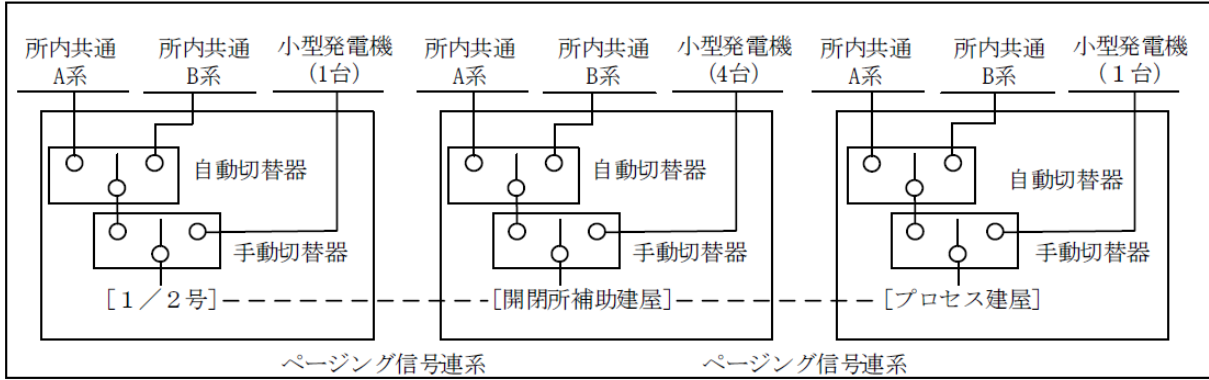 所内共通 所内共通 小型発電機
A系 B系 (1台)
所内共通 所内共通 小型発電機
A系 B系 (4台)
所内共通 所内共通 小型発電機
A系 B系 (1台)
自動切替器
手動切替器
[1/2号]
自動切替器
手動切替器
[開閉所補助建屋]
自動切替器
手動切替器
[プロセス建屋]
ページング信号連系
ページング信号連系